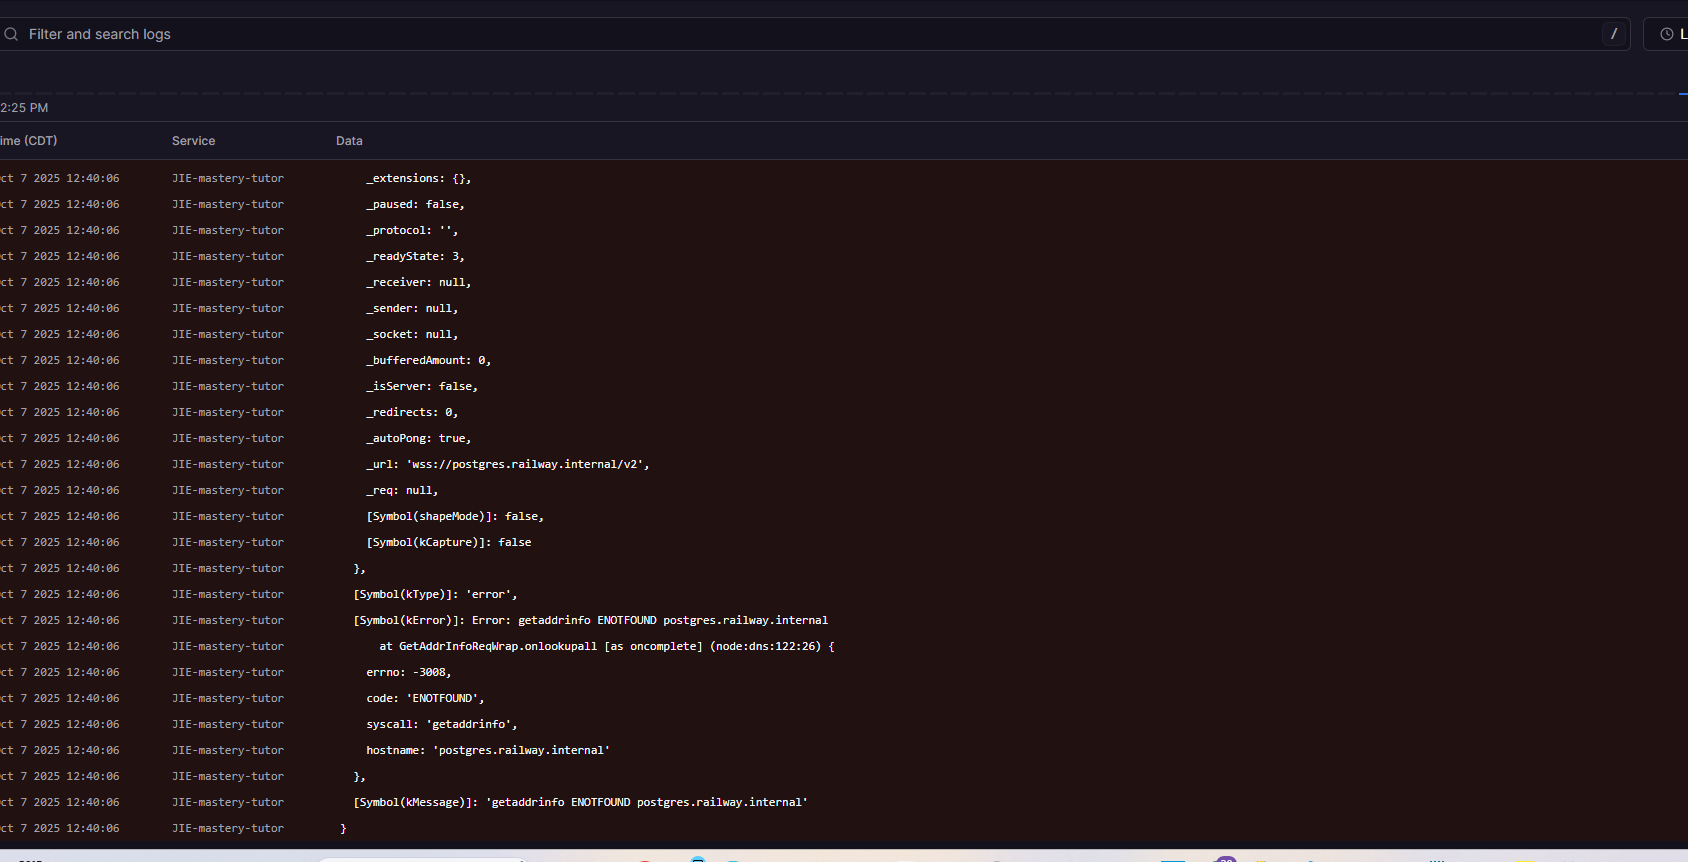 Filter and search logs / L
2:25 PM
ime (CDT) Service Data
ct 7 2025 12:40:06 JIE-mastery-tutor _extensions: {},
ct 7 2025 12:40:06 JIE-mastery-tutor _paused: false,
ct 7 2025 12:40:06 JIE-mastery-tutor _protocol: '',
ct 7 2025 12:40:06 JIE-mastery-tutor _readyState: 3,
ct 7 2025 12:40:06 JIE-mastery-tutor _receiver: null,
ct 7 2025 12:40:06 JIE-mastery-tutor _sender: null,
ct 7 2025 12:40:06 JIE-mastery-tutor _socket: null,
ct 7 2025 12:40:06 JIE-mastery-tutor _bufferedAmount: 0,
ct 7 2025 12:40:06 JIE-mastery-tutor _isServer: false,
ct 7 2025 12:40:06 JIE-mastery-tutor _redirects: 0,
ct 7 2025 12:40:06 JIE-mastery-tutor _autoPong: true,
ct 7 2025 12:40:06 JIE-mastery-tutor _url: 'wss://postgres.railway.internal/v2',
ct 7 2025 12:40:06 JIE-mastery-tutor _req: null,
ct 7 2025 12:40:06 JIE-mastery-tutor [Symbol(shapeMode)]: false,
ct 7 2025 12:40:06 JIE-mastery-tutor [Symbol(kCapture)]: false
ct 7 2025 12:40:06 JIE-mastery-tutor },
ct 7 2025 12:40:06 JIE-mastery-tutor [Symbol(kType)]: 'error',
ct 7 2025 12:40:06 JIE-mastery-tutor [Symbol(kError)]: Error: getaddrinfo ENOTFOUND postgres.railway.internal
ct 7 2025 12:40:06 JIE-mastery-tutor at GetAddrInfoReqWrap.onlookupall [as oncomplete] (node:dns:122:26) {
ct 7 2025 12:40:06 JIE-mastery-tutor errno: -3008,
ct 7 2025 12:40:06 JIE-mastery-tutor code: 'ENOTFOUND',
ct 7 2025 12:40:06 JIE-mastery-tutor syscall: 'getaddrinfo',
ct 7 2025 12:40:06 JIE-mastery-tutor hostname: 'postgres.railway.internal'
ct 7 2025 12:40:06 JIE-mastery-tutor },
ct 7 2025 12:40:06 JIE-mastery-tutor [Symbol(kMessage)]: 'getaddrinfo ENOTFOUND postgres.railway.internal'
ct 7 2025 12:40:06 JIE-mastery-tutor }